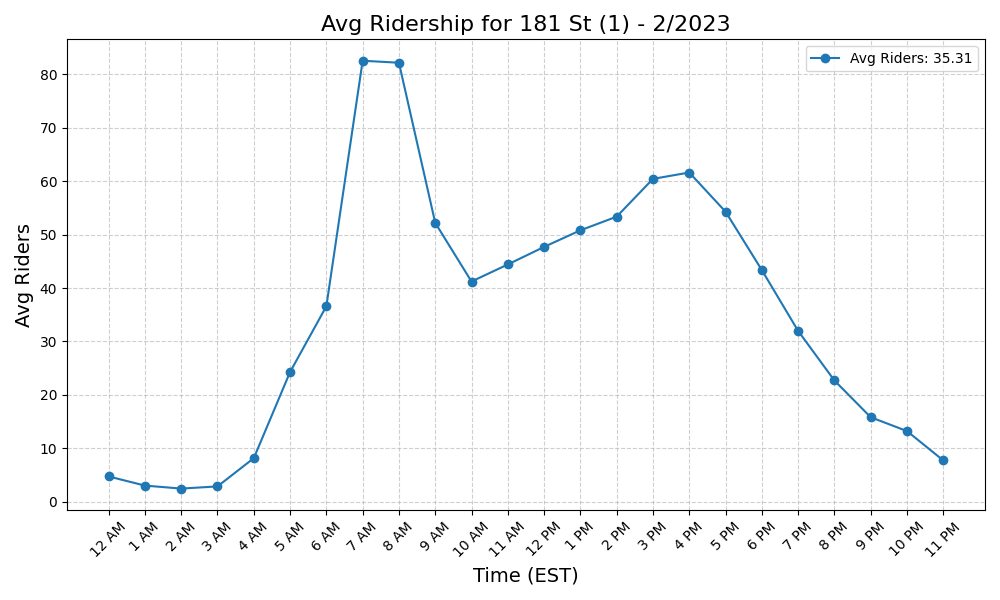 Avg Ridership for 181 St (1) - 2/2023
Avg Riders: 35.31
Avg Riders
80
70
60
50
40
30
20
10
0
12 AM
1 AM
2 AM
3 AM
4 AM
5 AM
6 AM
7 AM
8 AM
9 AM
10 AM
11 AM
12 PM
1 PM
2 PM
3 PM
4 PM
5 PM
6 PM
7 PM
8 PM
9 PM
10 PM
11 PM
Time (EST)